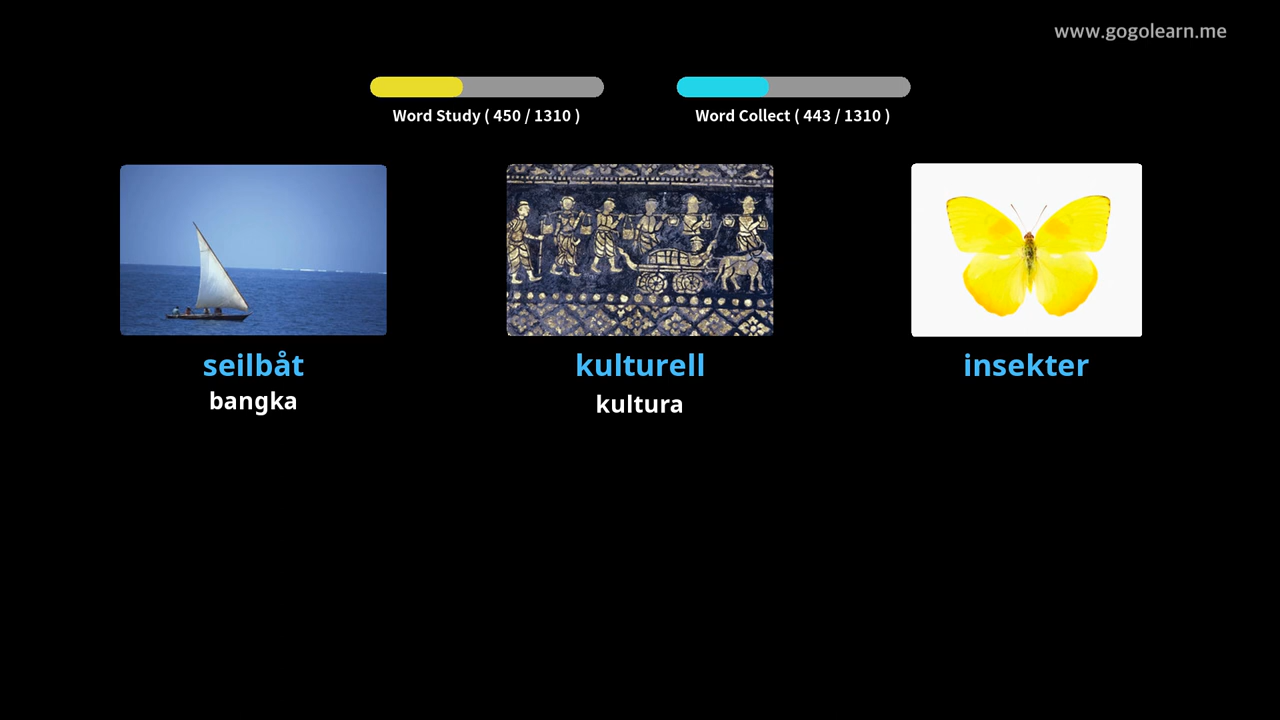 www.gogolearn.me
Word Study ( 450 / 1310 )
Word Collect ( 443 / 1310 )
seilbåt
bangka
kulturell
kultura
insekter